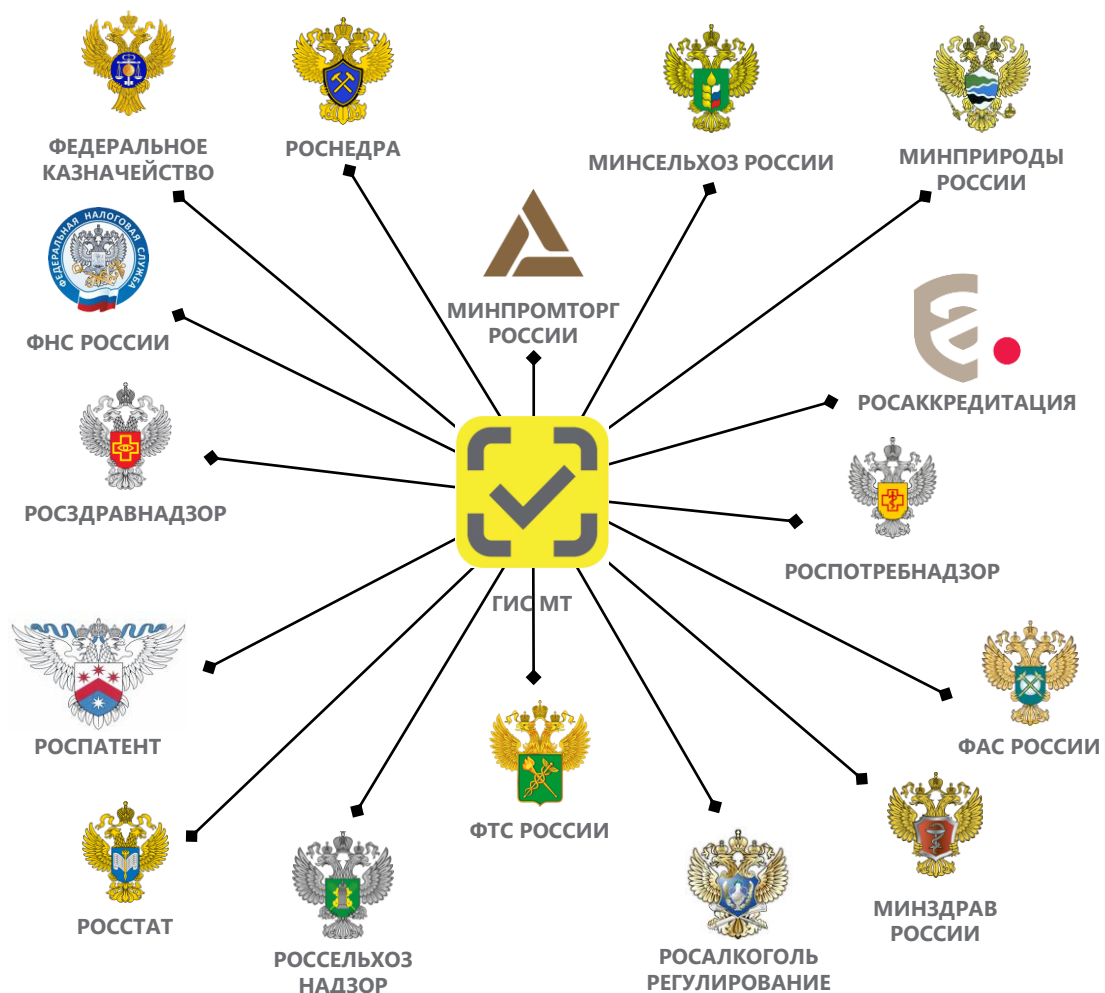 ФЕДЕРАЛЬНОЕ
КАЗНАЧЕЙСТВО
РОСНЕДРА
МИНСЕЛЬХОЗ РОССИИ
МИНПРИРОДЫ
РОССИИ
ФЕДЕРАЛЬНАЯ НАЛОГОВАЯ СЛУЖБА
ФНС РОССИИ
МИНПРОМТОРГ
РОССИИ
РОСАККРЕДИТАЦИЯ
РОСЗДРАВНАДЗОР
РОСПОТРЕБНАДЗОР
ГИС МТ
РОСПАТЕНТ
ФАС РОССИИ
ФТС РОССИИ
РОССТАТ
РОССЕЛЬХОЗ
НАДЗОР
РОСАЛКОГОЛЬ
РЕГУЛИРОВАНИЕ
МИНЗДРАВ
РОССИИ